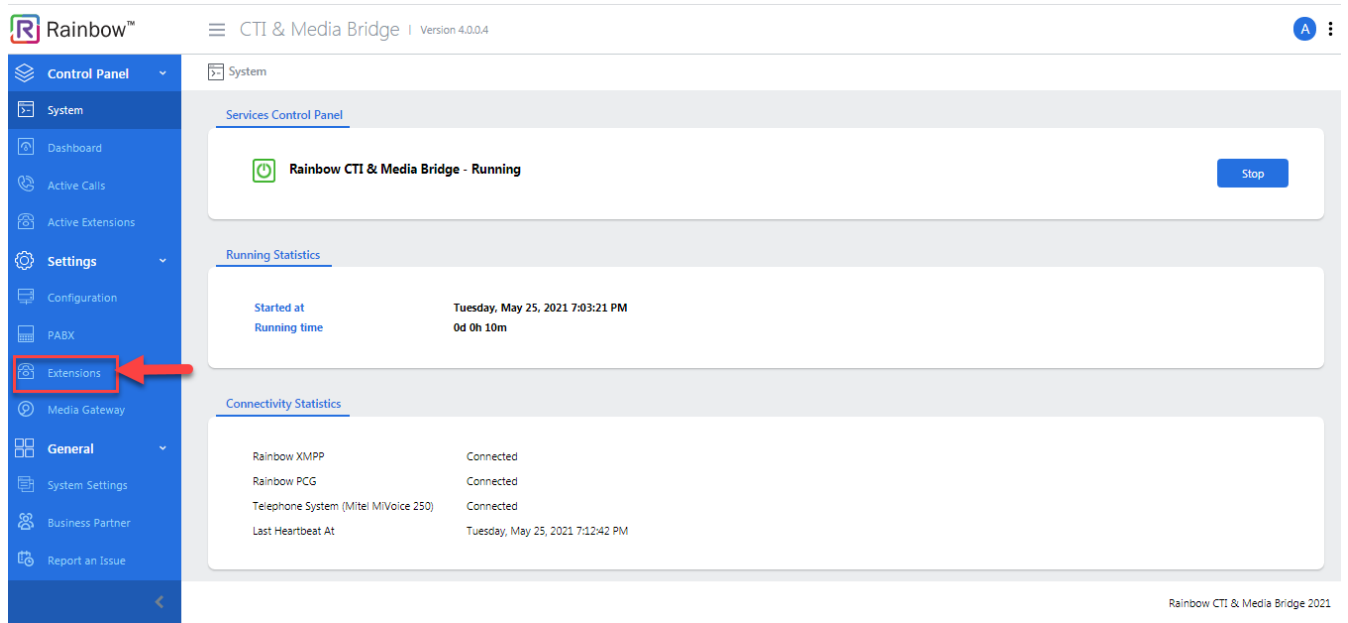 Rainbow™
CTI & Media Bridge | Version 4.0.0.4
A
Control Panel
System
Dashboard
Active Calls
Active Extensions
Settings
Configuration
PABX
Extensions
Media Gateway
General
System Settings
Business Partner
Report an Issue
System
Services Control Panel
Rainbow CTI & Media Bridge - Running
Stop
Running Statistics
Started at Tuesday, May 25, 2021 7:03:21 PM
Running time 0d 0h 10m
Connectivity Statistics
Rainbow XMPP Connected
Rainbow PCG Connected
Telephone System (Mitel MiVoice 250) Connected
Last Heartbeat At Tuesday, May 25, 2021 7:12:42 PM
Rainbow CTI & Media Bridge 2021